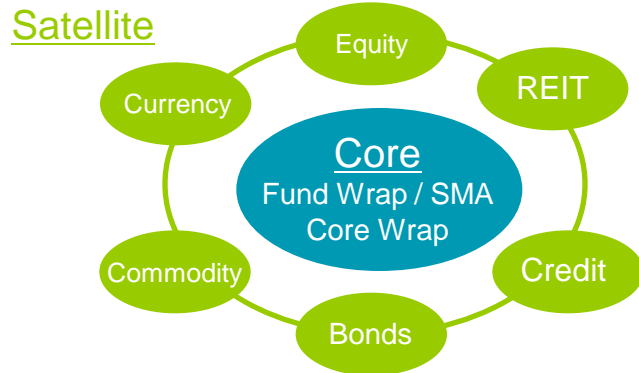 Satellite
Equity
REIT
Currency
Core
Fund Wrap / SMA
Core Wrap
Commodity
Credit
Bonds